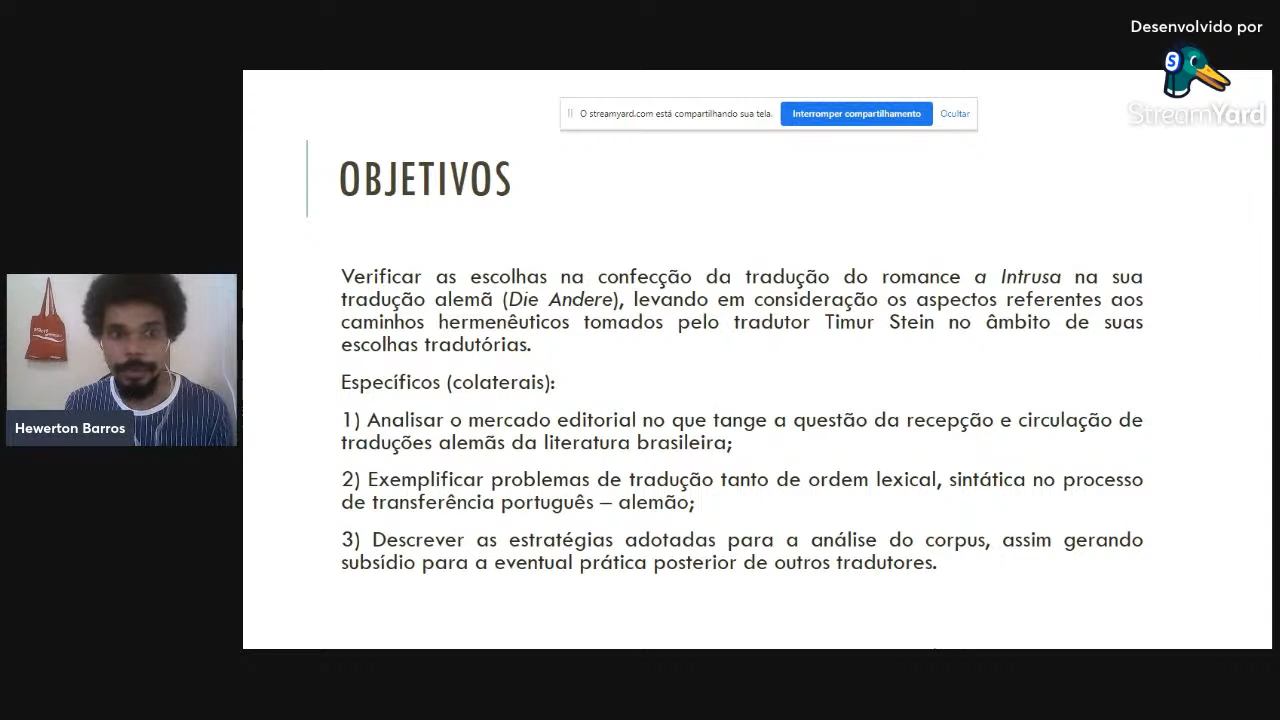 Desenvolvido por
StreamYard
O streamyard.com está compartilhando sua tela.
Interromper compartilhamento
Ocultar
OBJETIVOS
Verificar as escolhas na confecção da tradução do romance a Intrusa na sua
tradução alemã (Die Andere), levando em consideração os aspectos referentes aos
caminhos hermenêuticos tomados pelo tradutor Timur Stein no âmbito de suas
escolhas tradutórias.
Específicos (colaterais):
1) Analisar o mercado editorial no que tange a questão da recepção e circulação de
traduções alemãs da literatura brasileira;
2) Exemplificar problemas de tradução tanto de ordem lexical, sintática no processo
de transferência português – alemão;
3) Descrever as estratégias adotadas para a análise do corpus, assim gerando
subsídio para a eventual prática posterior de outros tradutores.
Hewerton Barros